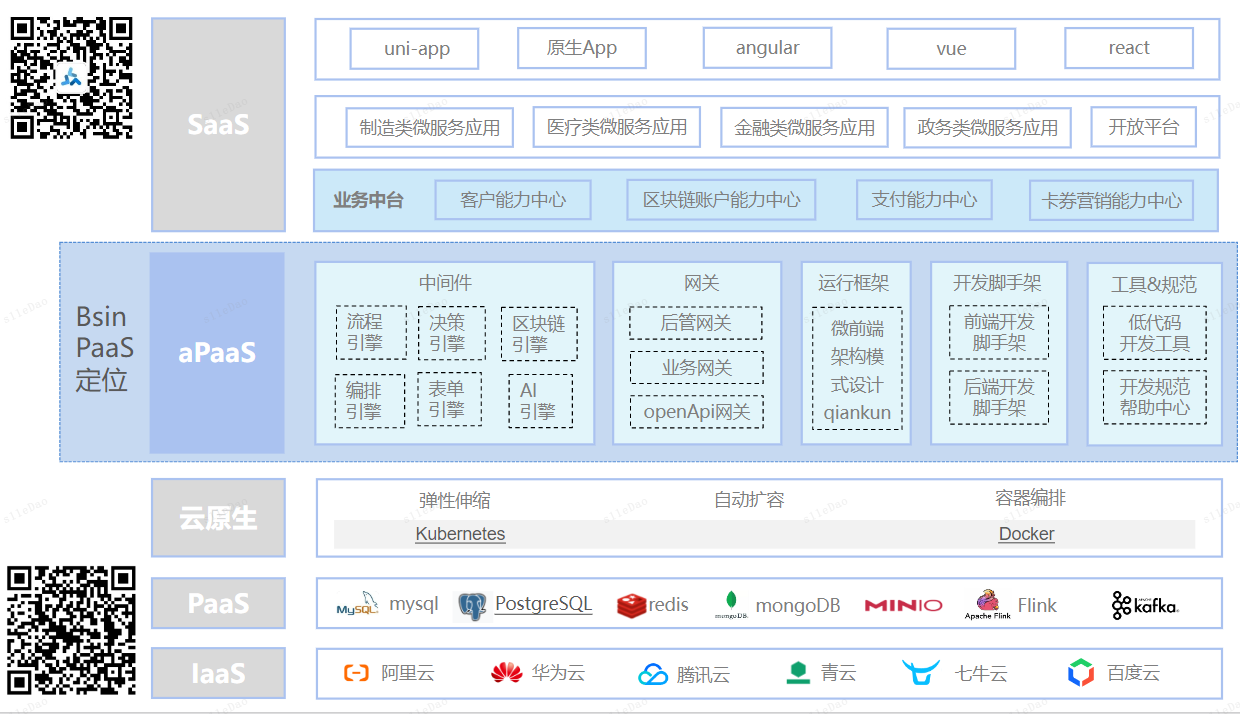 SaaS
uni-app
原生App
angular
vue
react
制造类微服务应用
医疗类微服务应用
金融类微服务应用
政务类微服务应用
开放平台
业务中台
客户能力中心
区块链账户能力中心
支付能力中心
卡券营销能力中心
Bsin
PaaS
定位
aPaaS
中间件
流程
引擎
决策
引擎
区块链
引擎
编排
引擎
表单
引擎
AI
引擎
网关
后管网关
业务网关
openApi网关
运行框架
微前端
架构模
式设计
qiankun
开发脚手架
前端开发
脚手架
后端开发
脚手架
工具&规范
低代码
开发工具
开发规范
帮助中心
云原生
弹性伸缩
自动扩容
容器编排
Kubernetes
Docker
PaaS
MySQL
mysql
PostgreSQL
redis
mongoDB.
mongoDB
MINIO
Apache Flink
Flink
kafka
IaaS
阿里云
华为云
腾讯云
青云
七牛云
百度云